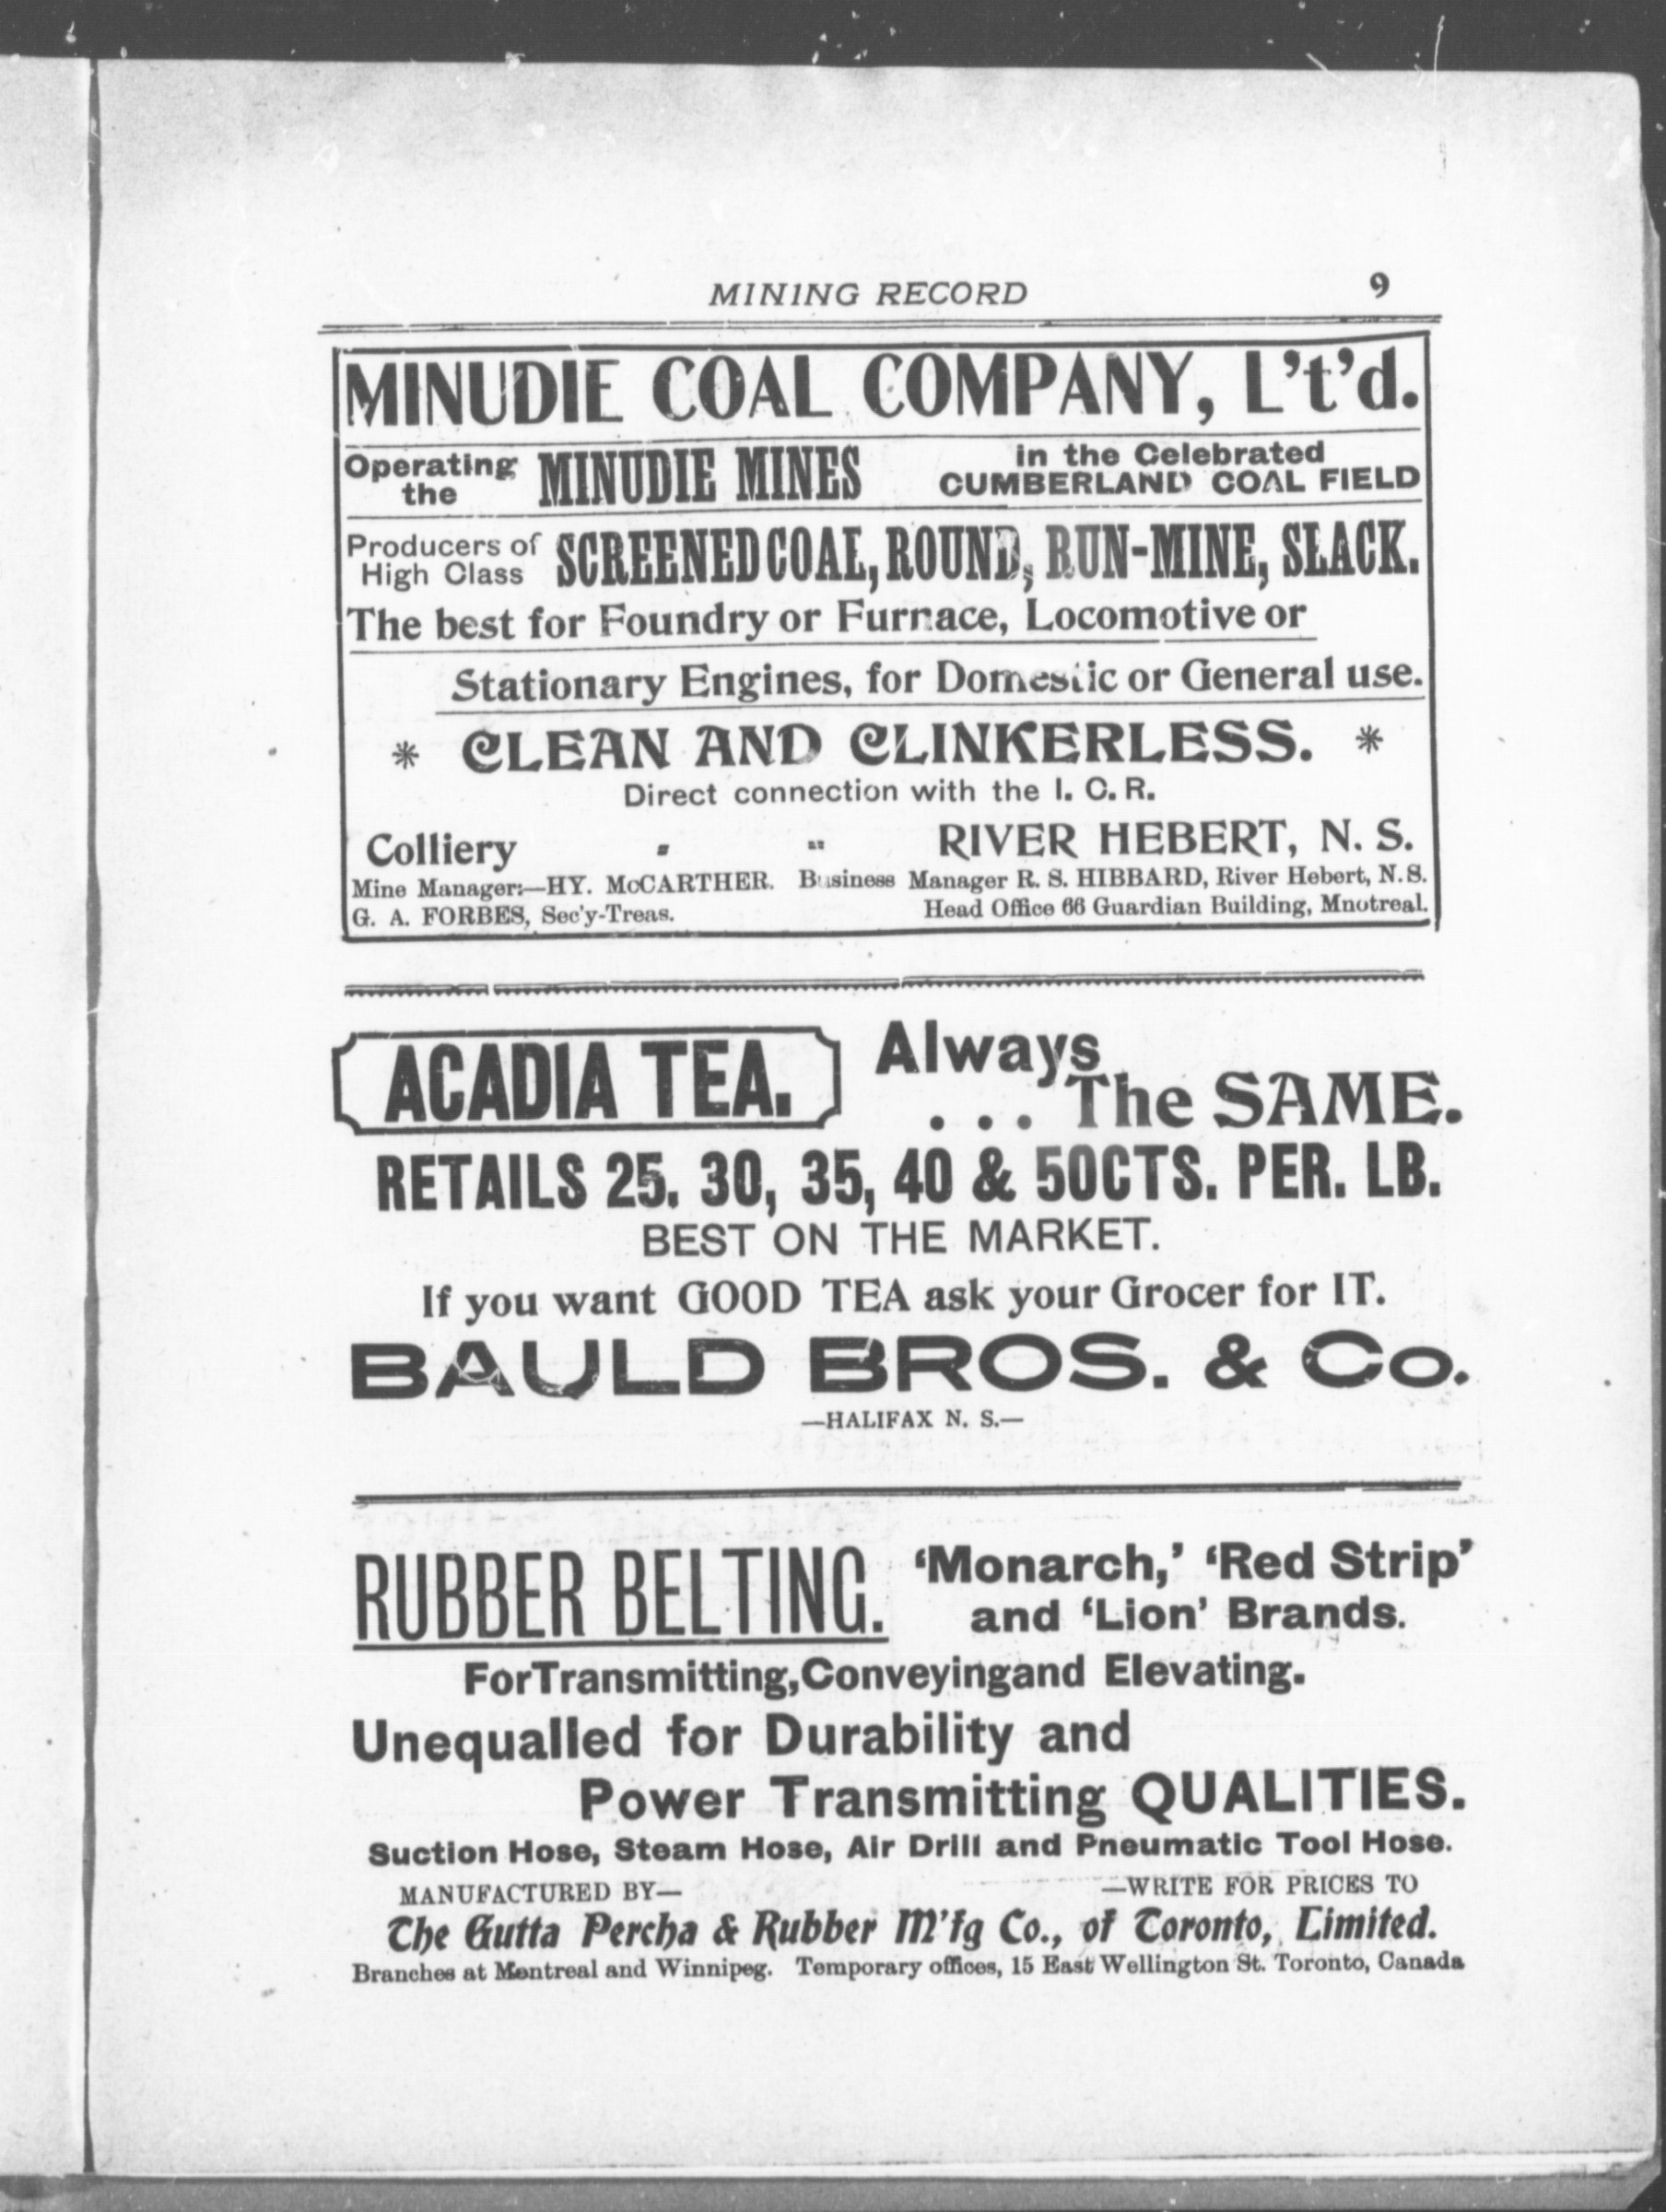 MINING RECORD 9
MINUDIE COAL COMPANY, L't'd.
Operating the MINUDIE MINES in the Celebrated CUMBERLAND COAL FIELD
Producers of High Class SCREENED COAL, ROUND, RUN-MINE, SLACK.
The best for Foundry or Furnace, Locomotive or
Stationary Engines, for Domestic or General use.
* CLEAN AND CLINKERLESS. *
Direct connection with the I. C. R.
Colliery " " RIVER HEBERT, N. S.
Mine Manager:—HY. McCARTHER. Business Manager R. S. HIBBARD, River Hebert, N. S.
G. A. FORBES, Sec'y-Treas. Head Office 66 Guardian Building, Mnotreal.
ACADIA TEA. Always
. . . The SAME.
RETAILS 25. 30, 35, 40 & 50CTS. PER. LB.
BEST ON THE MARKET.
If you want GOOD TEA ask your Grocer for IT.
BAULD BROS. & Co.
—HALIFAX N. S.—
RUBBER BELTING. 'Monarch,' 'Red Strip'
and 'Lion' Brands.
For Transmitting, Conveying and Elevating.
Unequalled for Durability and
Power Transmitting QUALITIES.
Suction Hose, Steam Hose, Air Drill and Pneumatic Tool Hose.
MANUFACTURED BY— —WRITE FOR PRICES TO
The Gutta Percha & Rubber M'fg Co., of Toronto, Limited.
Branches at Montreal and Winnipeg. Temporary offices, 15 East Wellington St. Toronto, Canada